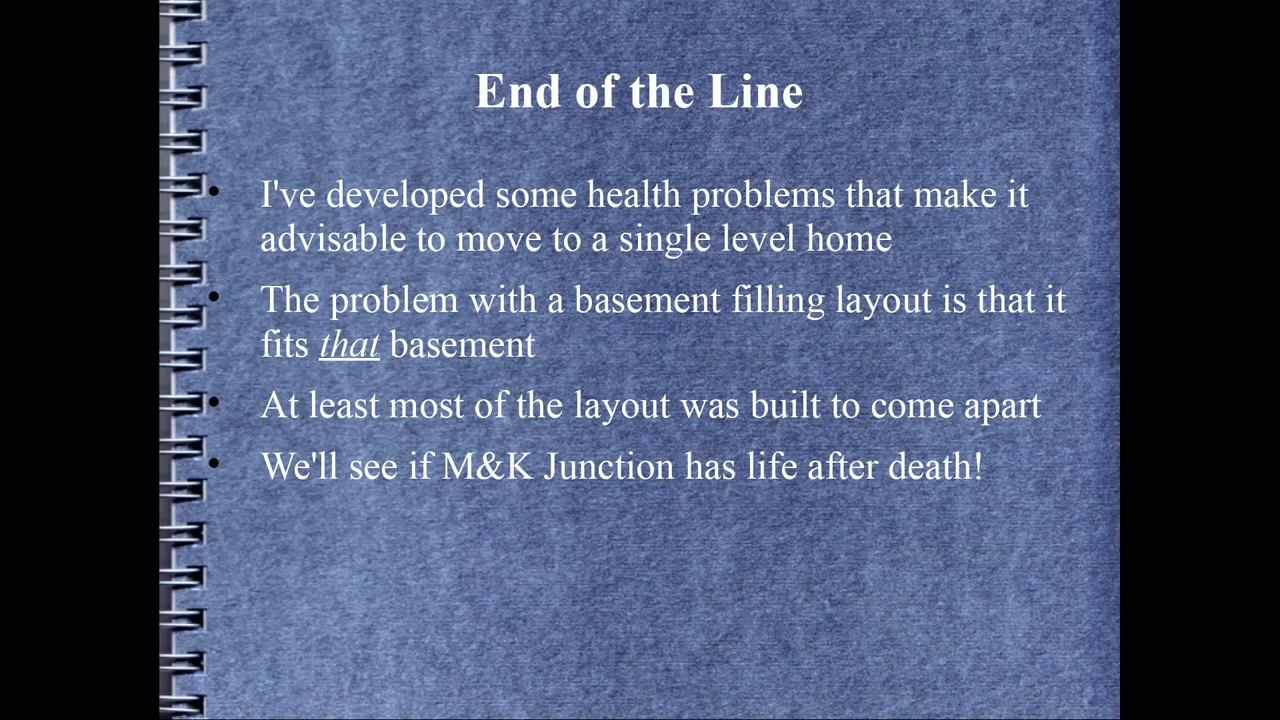 End of the Line
• I've developed some health problems that make it
advisable to move to a single level home
• The problem with a basement filling layout is that it
fits that basement
• At least most of the layout was built to come apart
• We'll see if M&K Junction has life after death!